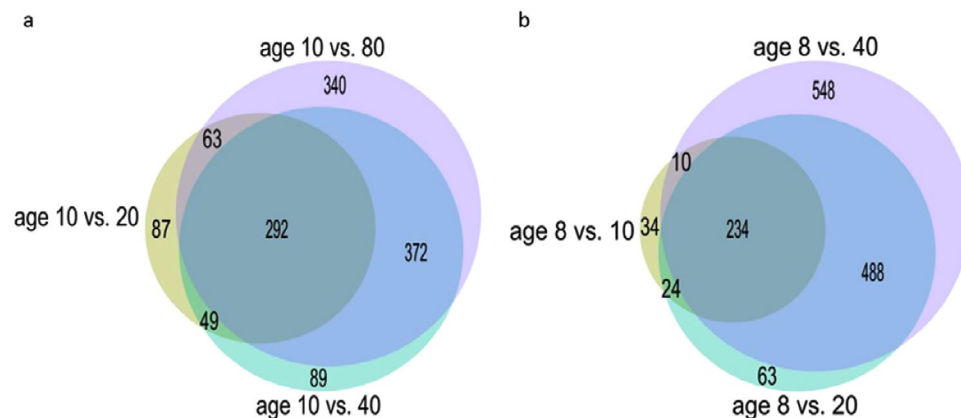 a
age 10 vs. 80
340
63
age 10 vs. 20
87
292
372
49
89
age 10 vs. 40
b
age 8 vs. 40
548
10
age 8 vs. 10
34
234
488
24
63
age 8 vs. 20